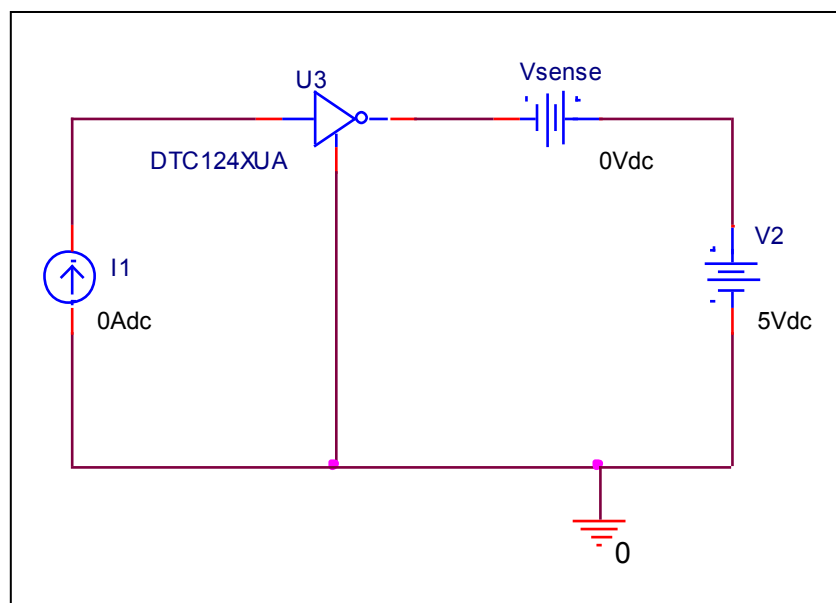 U3
Vsense
DTC124XUA
0Vdc
V2
I1
0Adc
5Vdc
0